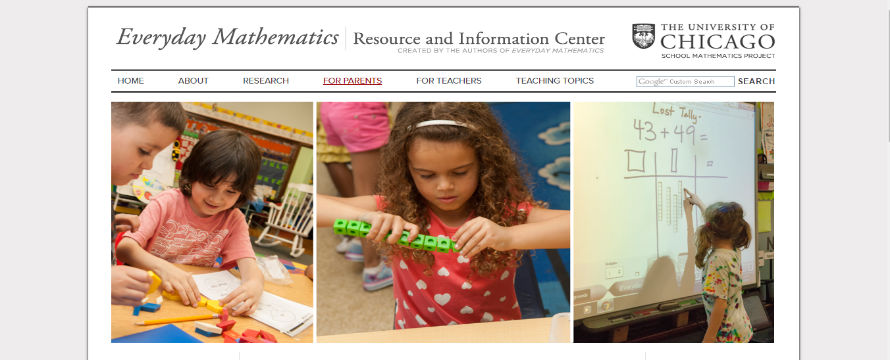 Everyday Mathematics Resource and Information Center
CREATED BY THE AUTHORS OF EVERYDAY MATHEMATICS
THE UNIVERSITY OF
CHICAGO
SCHOOL MATHEMATICS PROJECT
HOME ABOUT RESEARCH FOR PARENTS FOR TEACHERS TEACHING TOPICS Google Custom Search SEARCH
Lost Tally.
43 + 49 =